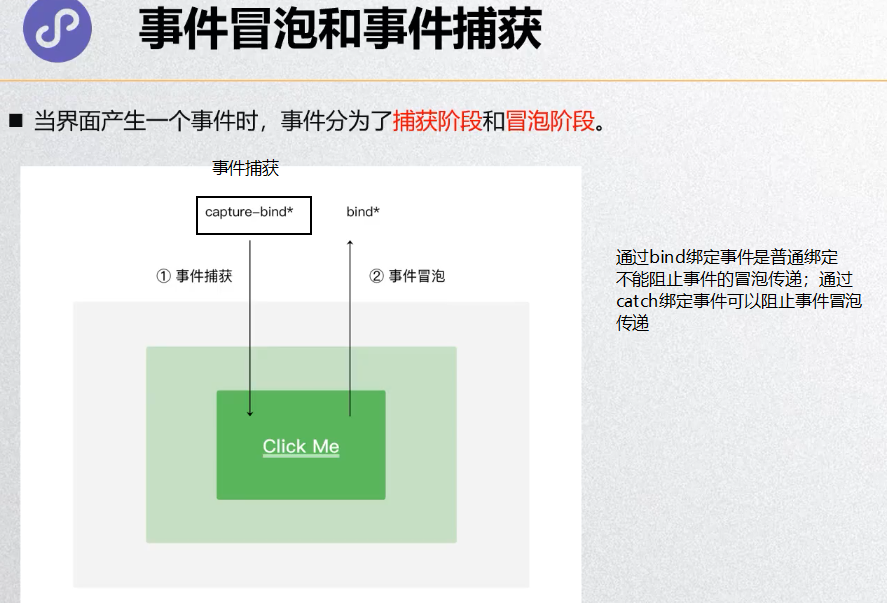 事件冒泡和事件捕获
■ 当界面产生一个事件时，事件分为了捕获阶段和冒泡阶段。
事件捕获
capture-bind* bind*
① 事件捕获 ② 事件冒泡
Click Me
通过bind绑定事件是普通绑定
不能阻止事件的冒泡传递；通过
catch绑定事件可以阻止事件冒泡
传递